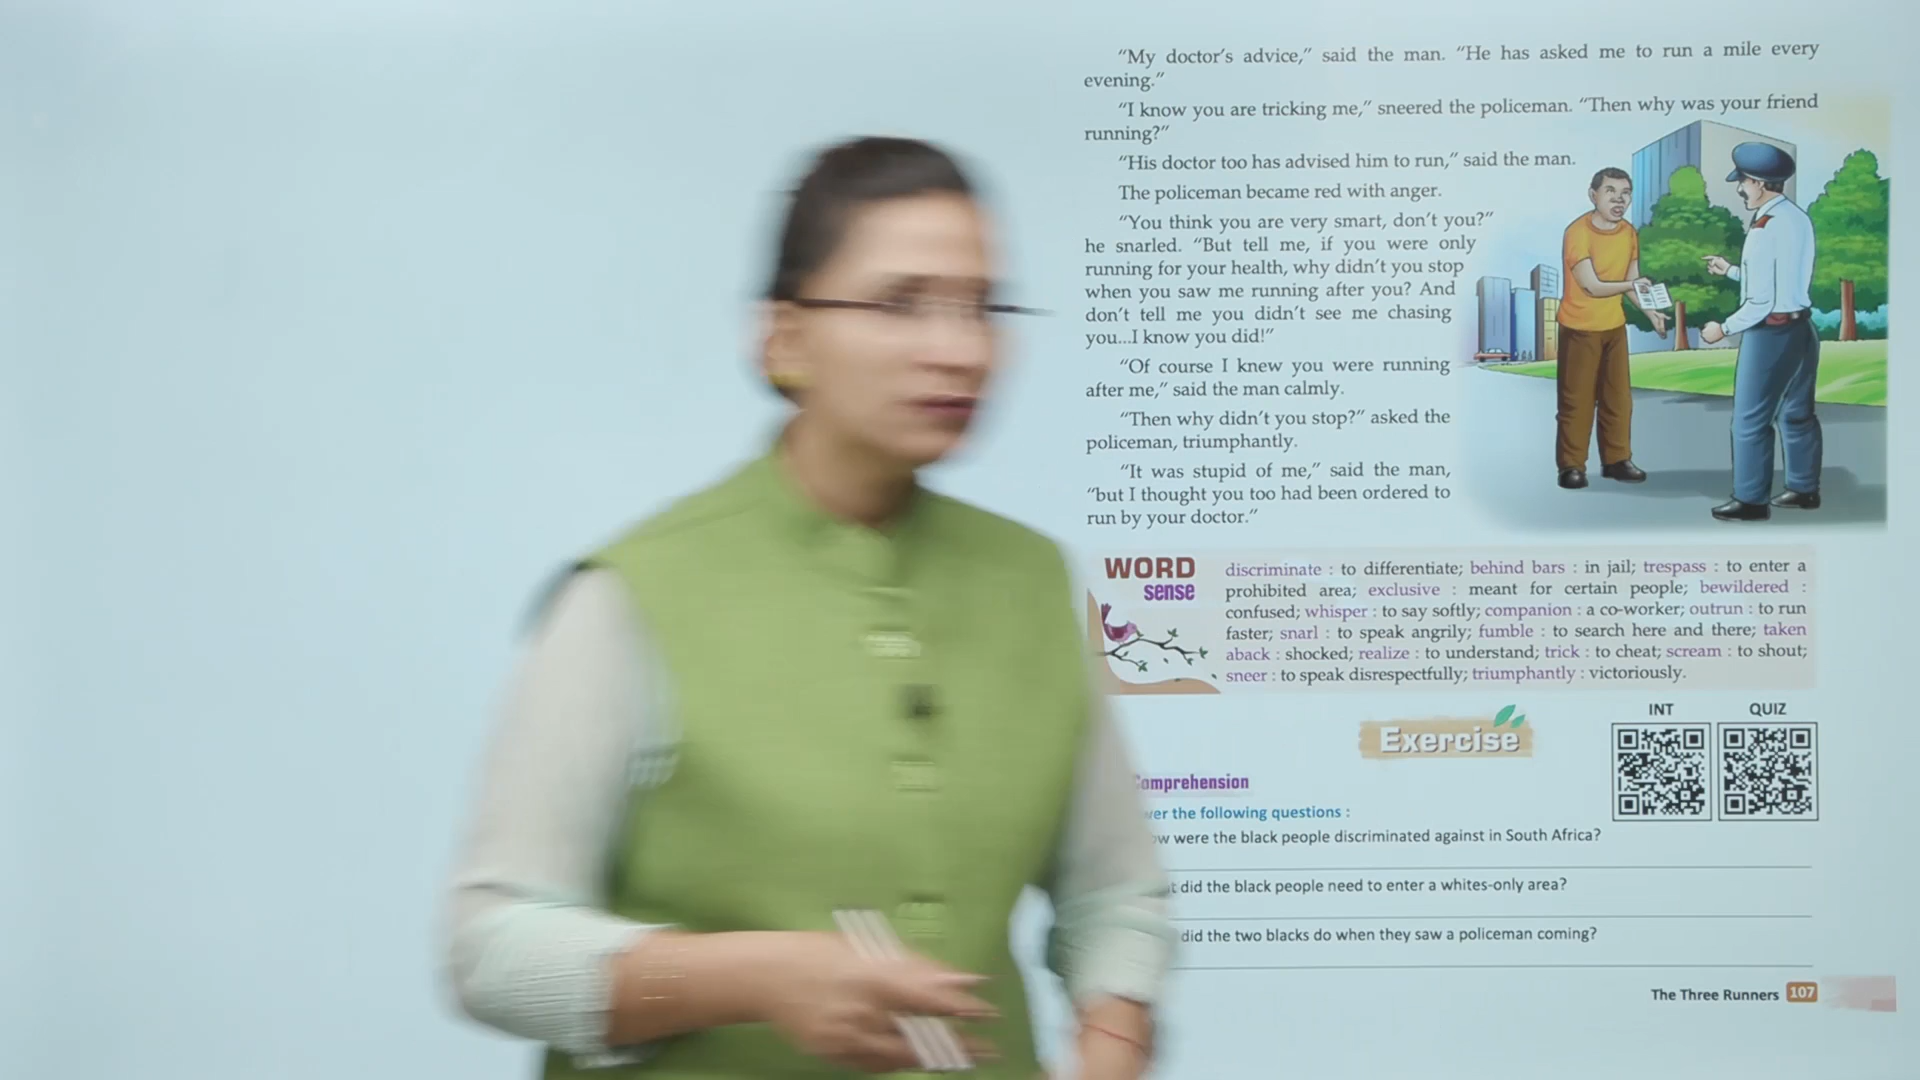 “My doctor’s advice,” said the man. “He has asked me to run a mile every
evening.”
“I know you are tricking me,” sneered the policeman. “Then why was your friend
running?”
“His doctor too has advised him to run,” said the man.
The policeman became red with anger.
“You think you are very smart, don’t you?”
he snarled. “But tell me, if you were only
running for your health, why didn’t you stop
when you saw me running after you? And
don’t tell me you didn’t see me chasing
you...I know you did!”
“Of course I knew you were running
after me,” said the man calmly.
“Then why didn’t you stop?” asked the
policeman, triumphantly.
“It was stupid of me,” said the man,
“but I thought you too had been ordered to
run by your doctor.”
WORD
sense
discriminate : to differentiate; behind bars : in jail; trespass : to enter a
prohibited area; exclusive : meant for certain people; bewildered :
confused; whisper : to say softly; companion : a co-worker; outrun : to run
faster; snarl : to speak angrily; fumble : to search here and there; taken
aback : shocked; realize : to understand; trick : to cheat; scream : to shout;
sneer : to speak disrespectfully; triumphantly : victoriously.
INT QUIZ
Exercise
omprehension
er the following questions :
ow were the black people discriminated against in South Africa?
t did the black people need to enter a whites-only area?
did the two blacks do when they saw a policeman coming?
The Three Runners 107